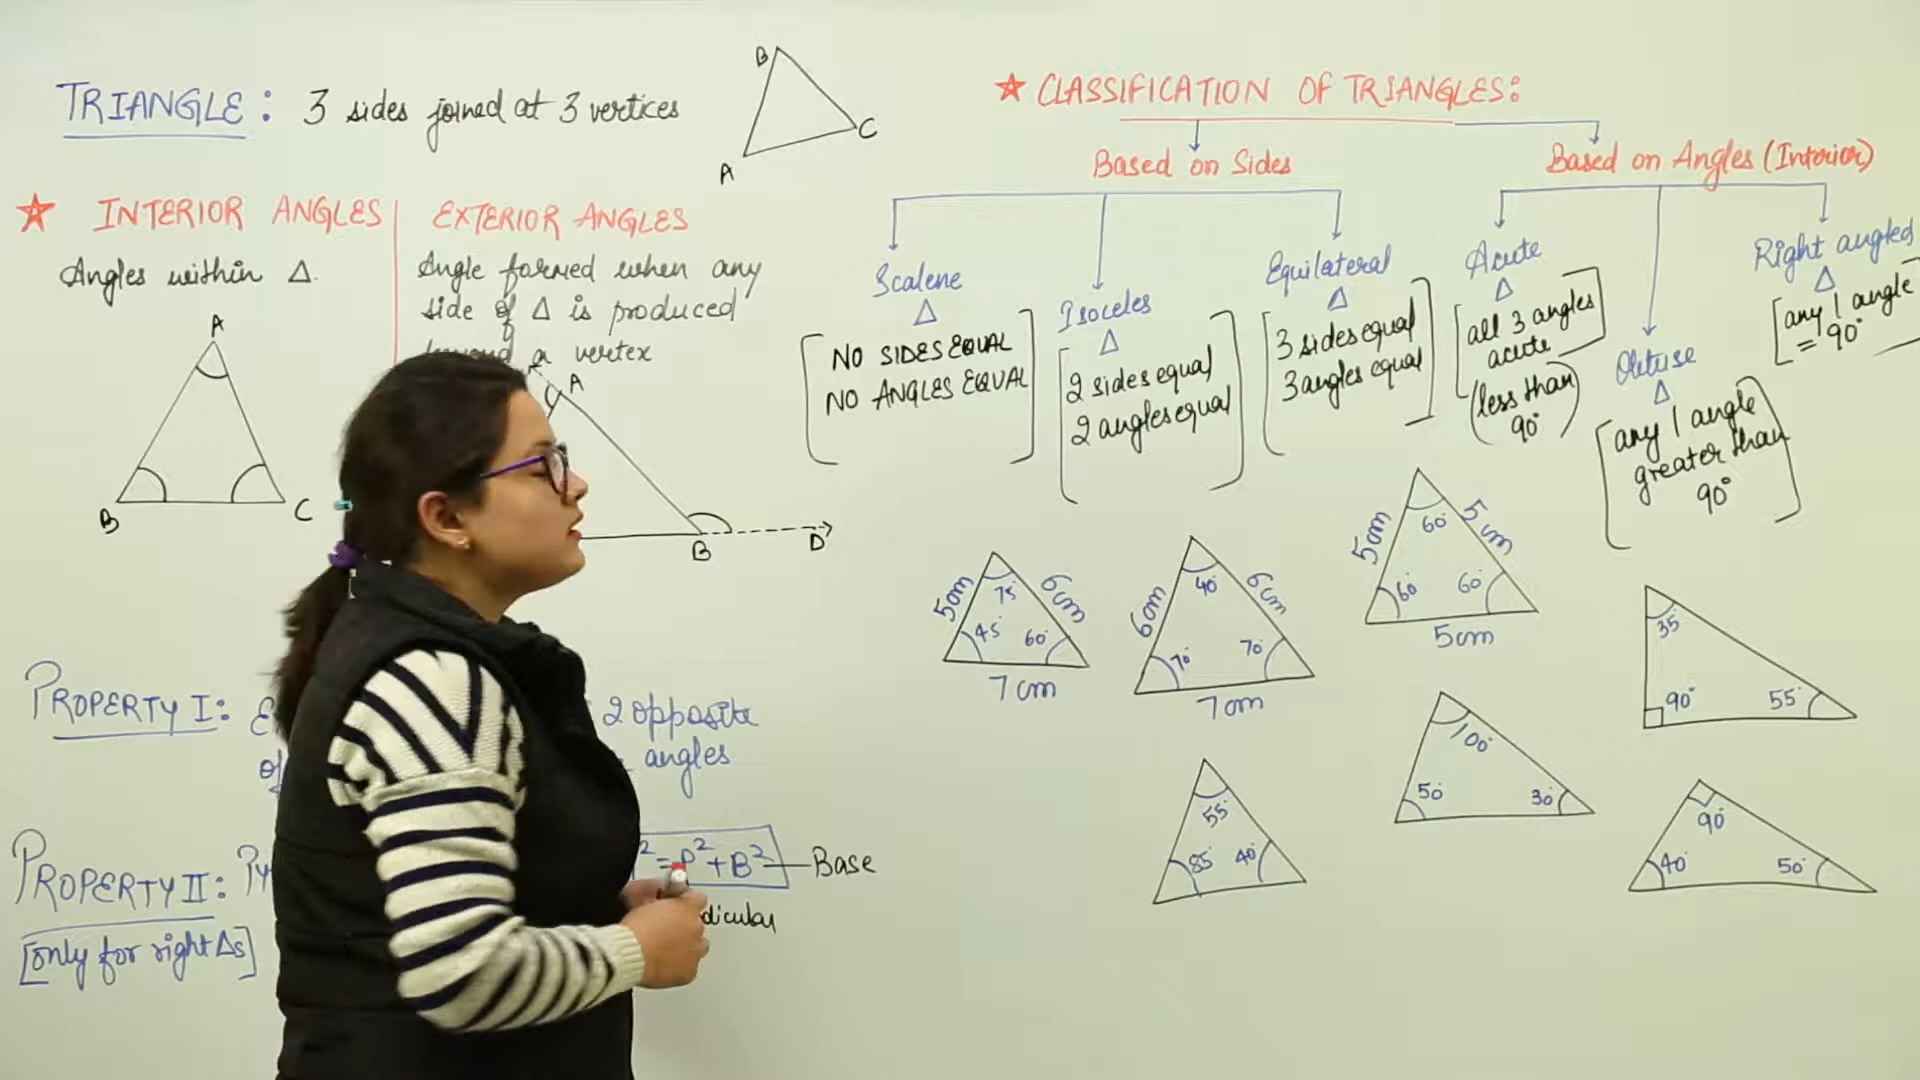 TRIANGLE: 3 sides joined at 3 vertices
B
C
A
☆ INTERIOR ANGLES
Angles within Δ.
A
B
C
EXTERIOR ANGLES
Angle formed when any
side of Δ is produced
a vertex
A
B
D
PROPERTY I:
2 opposite
of
angles
PROPERTY II:
[only for right Δs]
²=P²+B²
Base
☆ CLASSIFICATION OF TRIANGLES:
Based on Sides
Scalene
Δ
[NO SIDES EQUAL
NO ANGLES EQUAL]
Isoceles
Δ
[2 sides equal
2 angles equal]
Equilateral
Δ
[3 sides equal
3 angles equal]
Based on Angles (Interior)
Acute
Δ
[all 3 angles
acute]
(less than
90°)
Obtuse
Δ
[any 1 angle
greater than
90°]
Right angled
Δ
[any 1 angle
= 90°]
5cm
6cm
75°
45°
60°
7cm
6cm
6cm
40°
70°
70°
7cm
5cm
5cm
60°
60°
60°
5cm
35°
90°
55°
100°
50°
30°
55°
85°
40°
90°
40°
50°